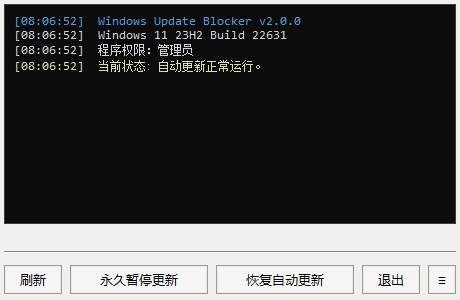 [08:06:52] Windows Update Blocker v2.0.0
[08:06:52] Windows 11 23H2 Build 22631
[08:06:52] 程序权限：管理员
[08:06:52] 当前状态：自动更新正常运行。
刷新 永久暂停更新 恢复自动更新 退出 ≡